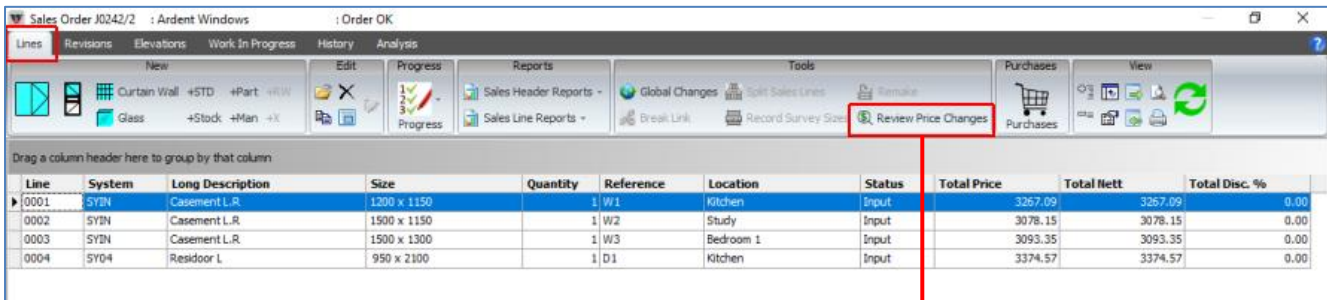 Sales Order J0242/2 : Ardent Windows : Order OK
Lines Revisions Elevations Work In Progress History Analysis
New Edit Progress Reports Tools Purchases View
Curtain Wall +STD +Part +RW Sales Header Reports Global Changes Split Sales Lines Remake
Glass +Stock +Man +X Progress Sales Line Reports Break Link Record Survey Sizes Review Price Changes Purchases
Drag a column header here to group by that column
Line System Long Description Size Quantity Reference Location Status Total Price Total Nett Total Disc. %
0001 SYIN Casement L.R 1200 x 1150 1 W1 Kitchen Input 3267.09 3267.09 0.00
0002 SYIN Casement L.R 1500 x 1150 1 W2 Study Input 3078.15 3078.15 0.00
0003 SYIN Casement L.R 1500 x 1300 1 W3 Bedroom 1 Input 3093.35 3093.35 0.00
0004 SY04 Residoor L 950 x 2100 1 D1 Kitchen Input 3374.57 3374.57 0.00